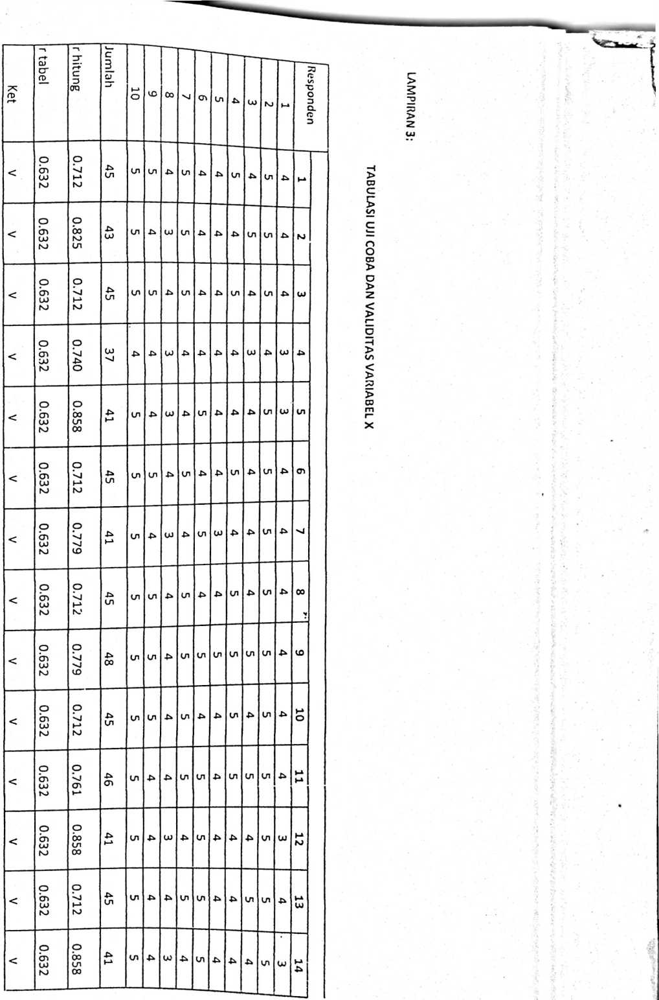 LAMPIRAN 3:
TABULASI UJI COBA DAN VALIDITAS VARIABEL X
Responden 1 2 3 4 5 6 7 8 9 10 11 12 13 14
1 4 4 4 3 3 4 4 4 4 4 4 3 4 3
2 5 5 5 4 5 5 5 5 5 5 5 5 5 5
3 4 5 4 3 4 4 4 4 5 4 5 4 5 4
4 5 4 5 4 4 5 4 5 5 5 5 4 4 4
5 4 4 4 4 4 4 3 4 5 4 4 4 4 4
6 4 4 4 4 5 4 5 4 5 4 5 5 5 5
7 5 5 5 4 4 5 4 5 5 5 5 4 5 4
8 4 3 4 3 3 4 3 4 4 4 4 3 4 3
9 5 4 5 4 4 5 4 5 5 5 4 4 4 4
10 5 5 5 4 5 5 5 5 5 5 5 5 5 5
Jumlah 45 43 45 37 41 45 41 45 48 45 46 41 45 41
r hitung 0.712 0.825 0.712 0.740 0.858 0.712 0.779 0.712 0.779 0.712 0.761 0.858 0.712 0.858
r tabel 0.632 0.632 0.632 0.632 0.632 0.632 0.632 0.632 0.632 0.632 0.632 0.632 0.632 0.632
Ket V V V V V V V V V V V V V V